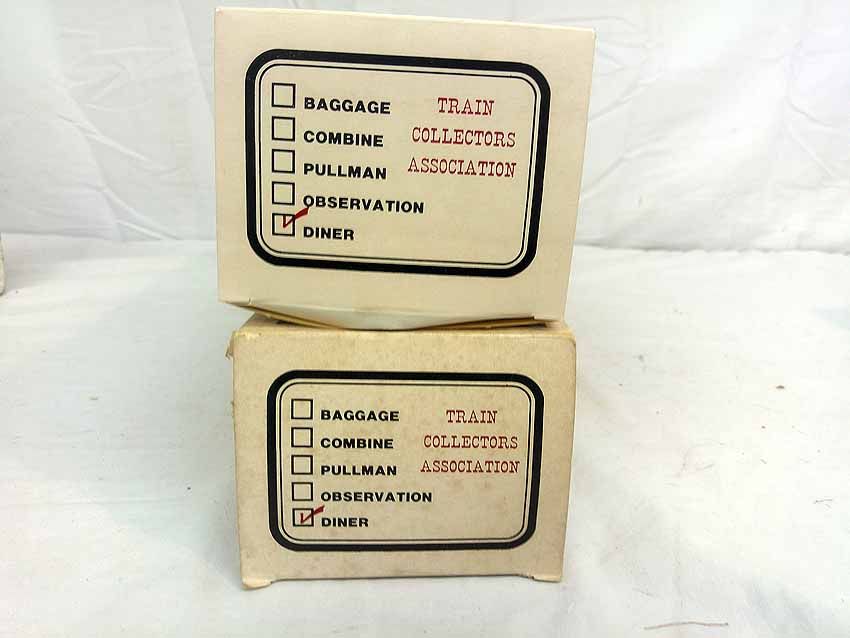 BAGGAGE TRAIN
COMBINE COLLECTORS
PULLMAN ASSOCIATION
OBSERVATION
DINER
BAGGAGE TRAIN
COMBINE COLLECTORS
PULLMAN ASSOCIATION
OBSERVATION
DINER